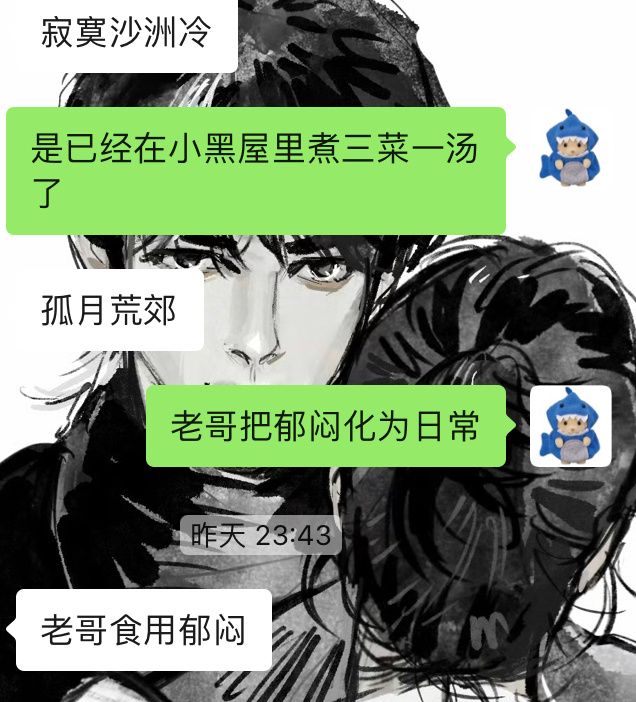 寂寞沙洲冷
是已经在小黑屋里煮三菜一汤
了
孤月荒郊
老哥把郁闷化为日常
昨天 23:43
老哥食用郁闷
m